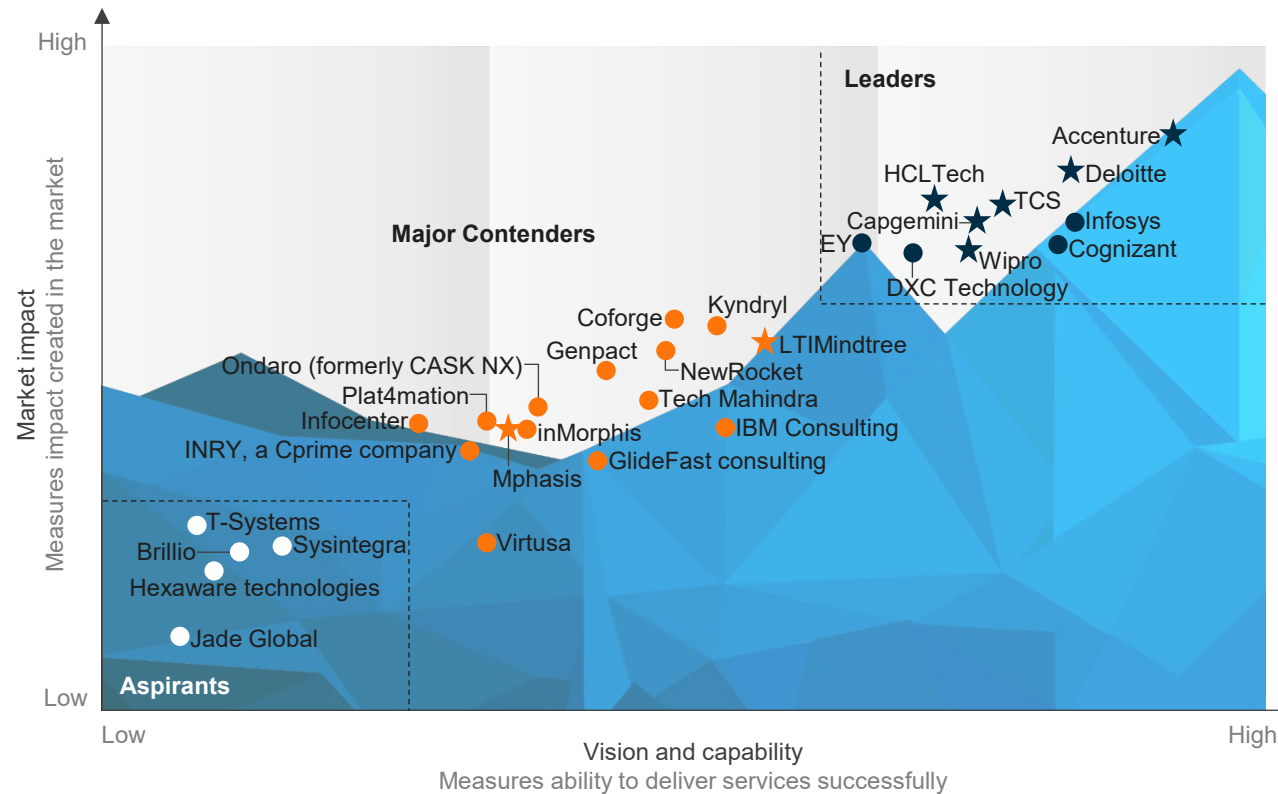 High
Leaders
Accenture
HCLTech
Deloitte
TCS
Capgemini
Infosys
Major Contenders
EY
Cognizant
Wipro
DXC Technology
Kyndryl
Coforge
Genpact
LTIMindtree
Ondaro (formerly CASK NX)
NewRocket
Plat4mation
Tech Mahindra
Infocenter
IBM Consulting
inMorphis
INRY, a Cprime company
GlideFast consulting
Mphasis
T-Systems
Sysintegra
Virtusa
Brillio
Hexaware technologies
Jade Global
Aspirants
Low
Market impact
Measures impact created in the market
Low
High
Vision and capability
Measures ability to deliver services successfully